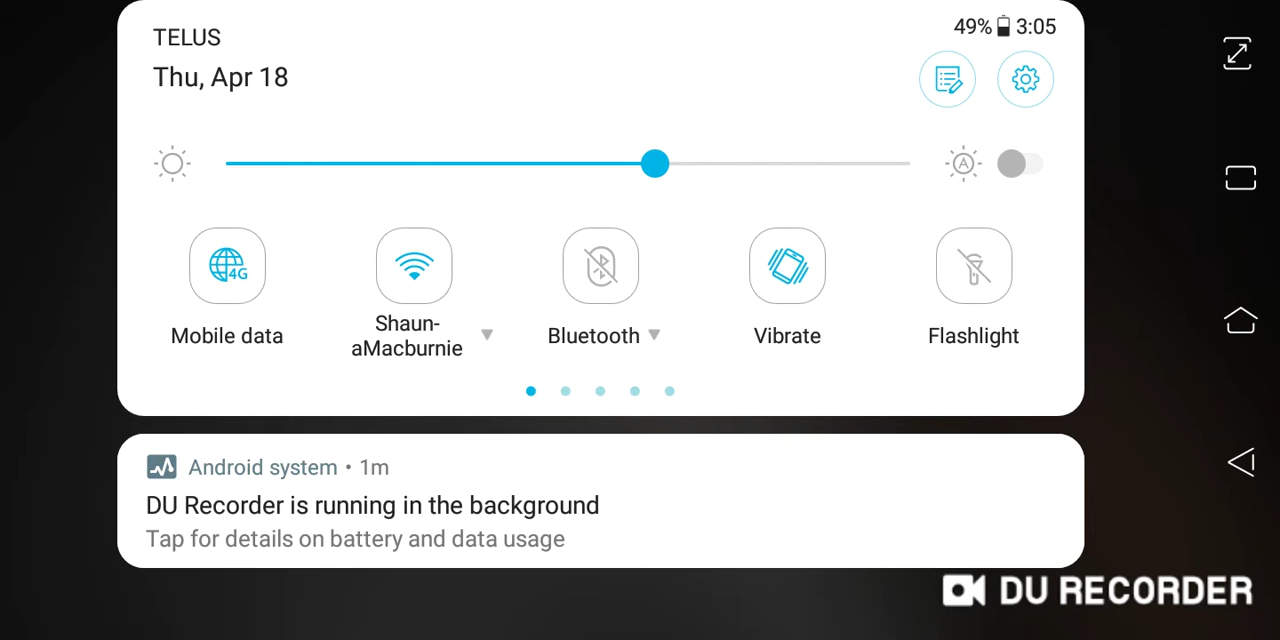 TELUS
49% 3:05
Thu, Apr 18
A
4G
Mobile data
Shaun-
aMacburnie
Bluetooth
Vibrate
Flashlight
Android system • 1m
DU Recorder is running in the background
Tap for details on battery and data usage
DU RECORDER